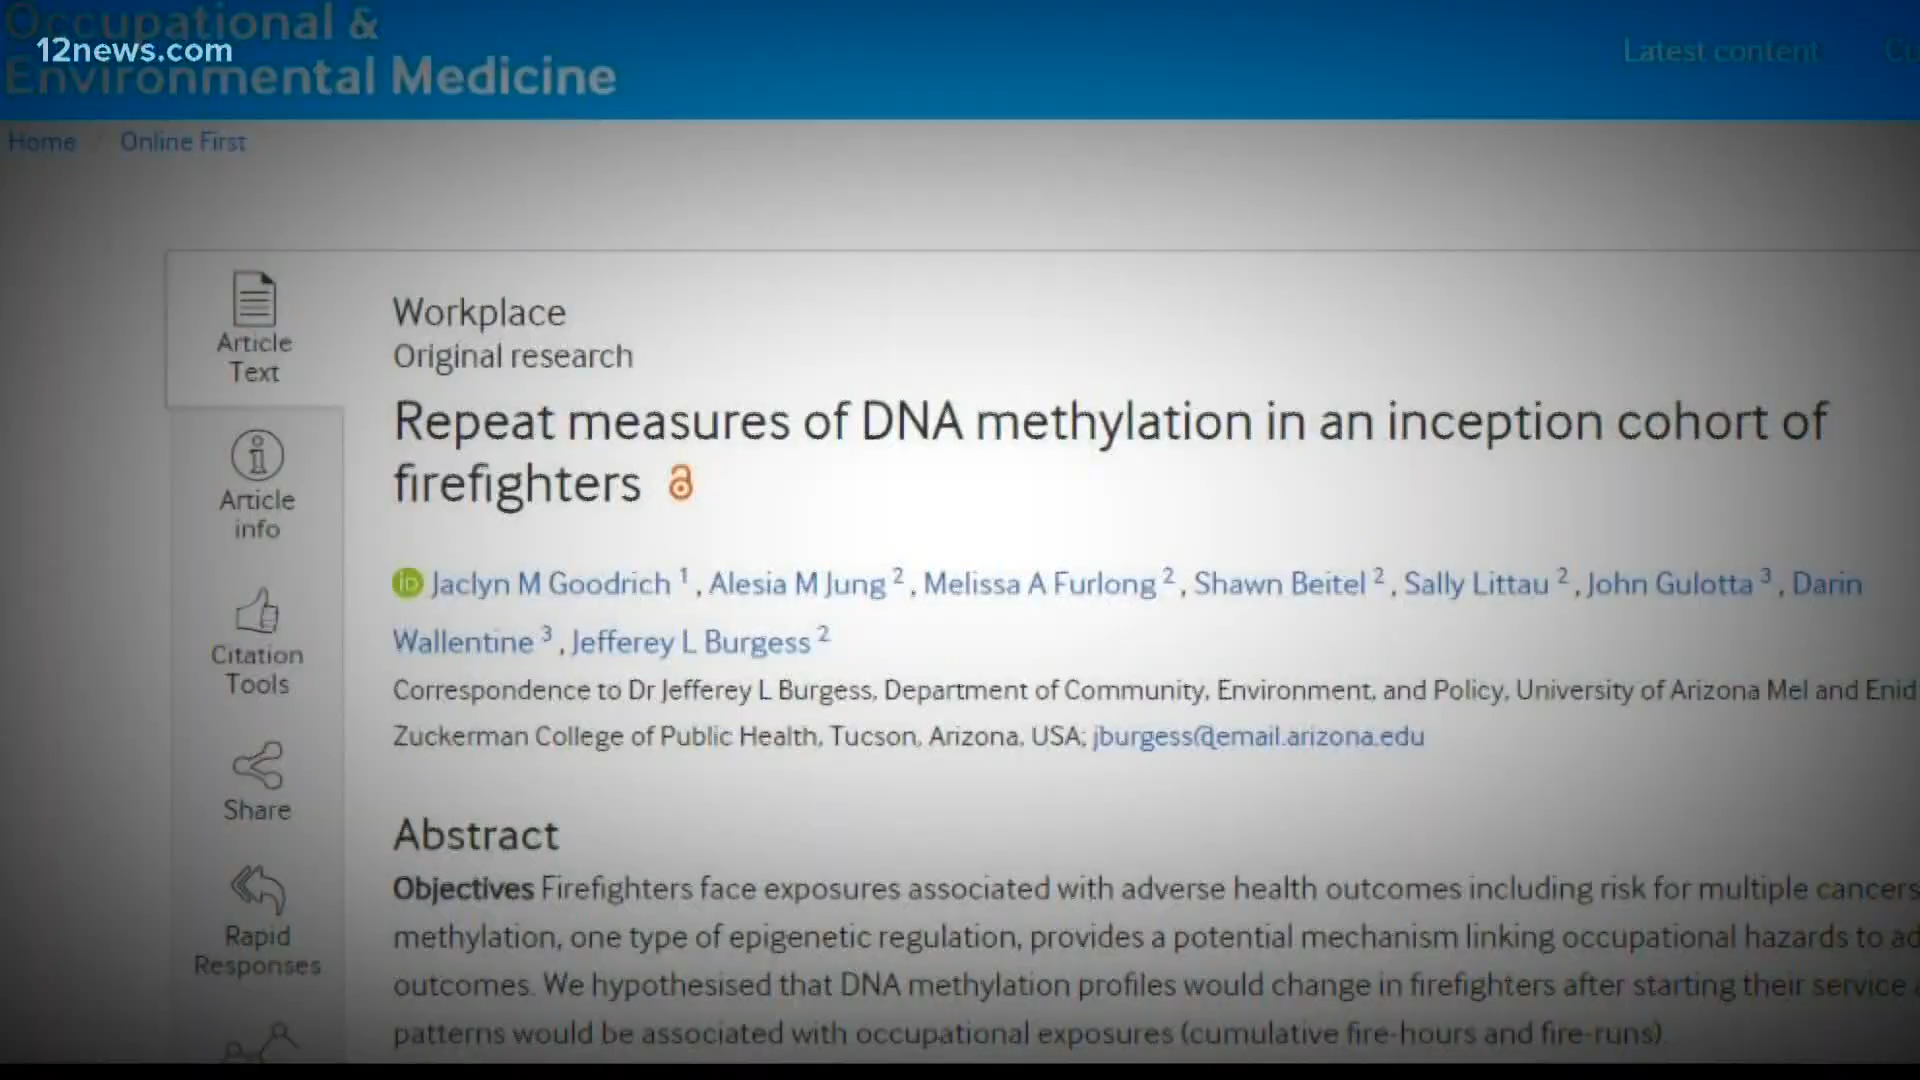 Occupational &
12news.com
Environmental Medicine
Latest content
Home / Online First
Article
Text
Article
info
Citation
Tools
Share
Rapid
Responses
Workplace
Original research
Repeat measures of DNA methylation in an inception cohort of
firefighters
iD Jaclyn M Goodrich 1, Alesia M Jung 2, Melissa A Furlong 2, Shawn Beitel 2, Sally Littau 2, John Gulotta 3, Darin
Wallentine 3, Jefferey L Burgess 2
Correspondence to Dr Jefferey L Burgess, Department of Community, Environment, and Policy, University of Arizona Mel and Enid
Zuckerman College of Public Health, Tucson, Arizona, USA; jburgess@email.arizona.edu
Abstract
Objectives Firefighters face exposures associated with adverse health outcomes including risk for multiple cancers
methylation, one type of epigenetic regulation, provides a potential mechanism linking occupational hazards to
outcomes. We hypothesised that DNA methylation profiles would change in firefighters after starting their service
patterns would be associated with occupational exposures (cumulative fire-hours and fire-runs).